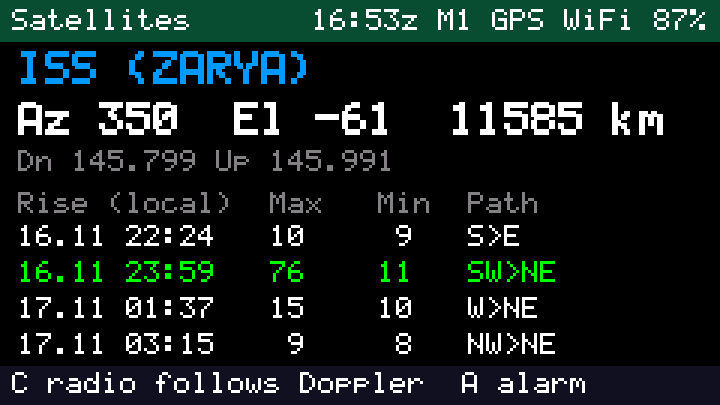 Satellites 16:53z M1 GPS WiFi 87%
ISS (ZARYA)
Az 350 El -61 11585 km
Dn 145.799 Up 145.991
Rise (local) Max Min Path
16.11 22:24 10 9 S>E
16.11 23:59 76 11 SW>NE
17.11 01:37 15 10 W>NE
17.11 03:15 9 8 NW>NE
C radio follows Doppler A alarm